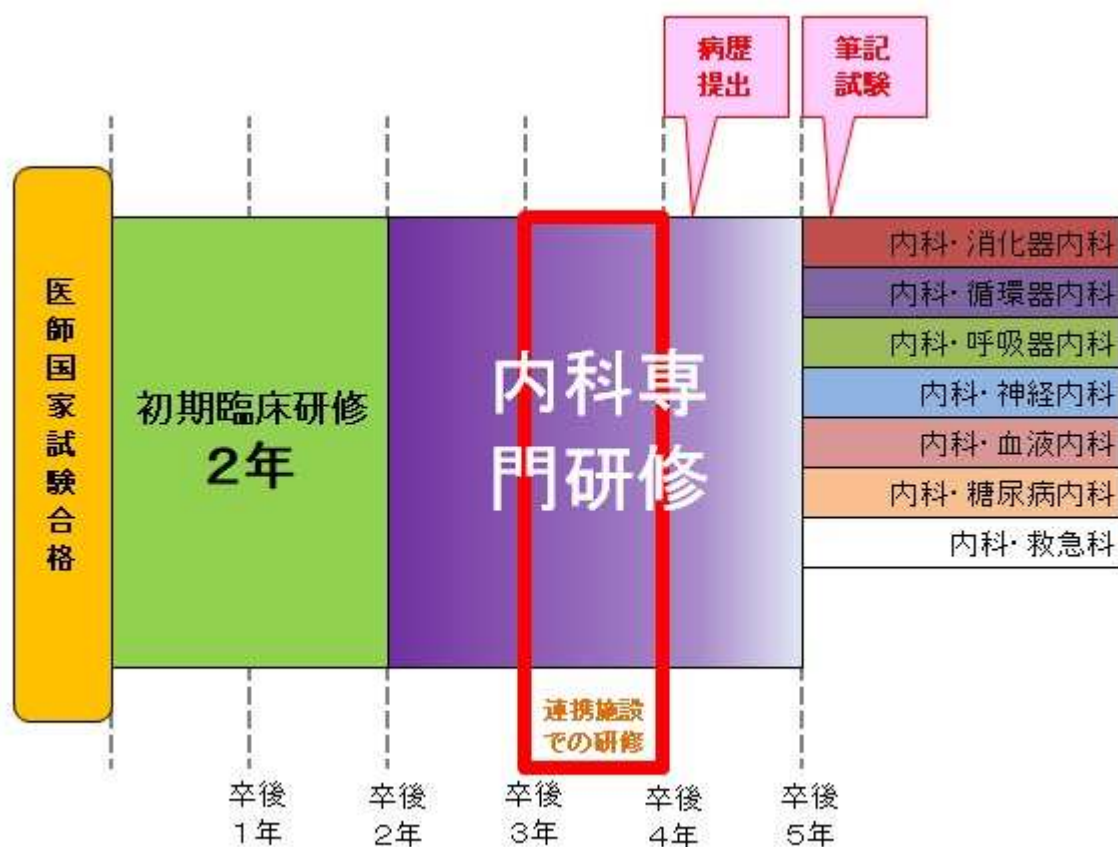 病歴
提出
筆記
試験
医師国家試験合格
初期臨床研修
2年
内科専
門研修
内科・消化器内科
内科・循環器内科
内科・呼吸器内科
内科・神経内科
内科・血液内科
内科・糖尿病内科
内科・救急科
連携施設
での研修
卒後
1年
卒後
2年
卒後
3年
卒後
4年
卒後
5年